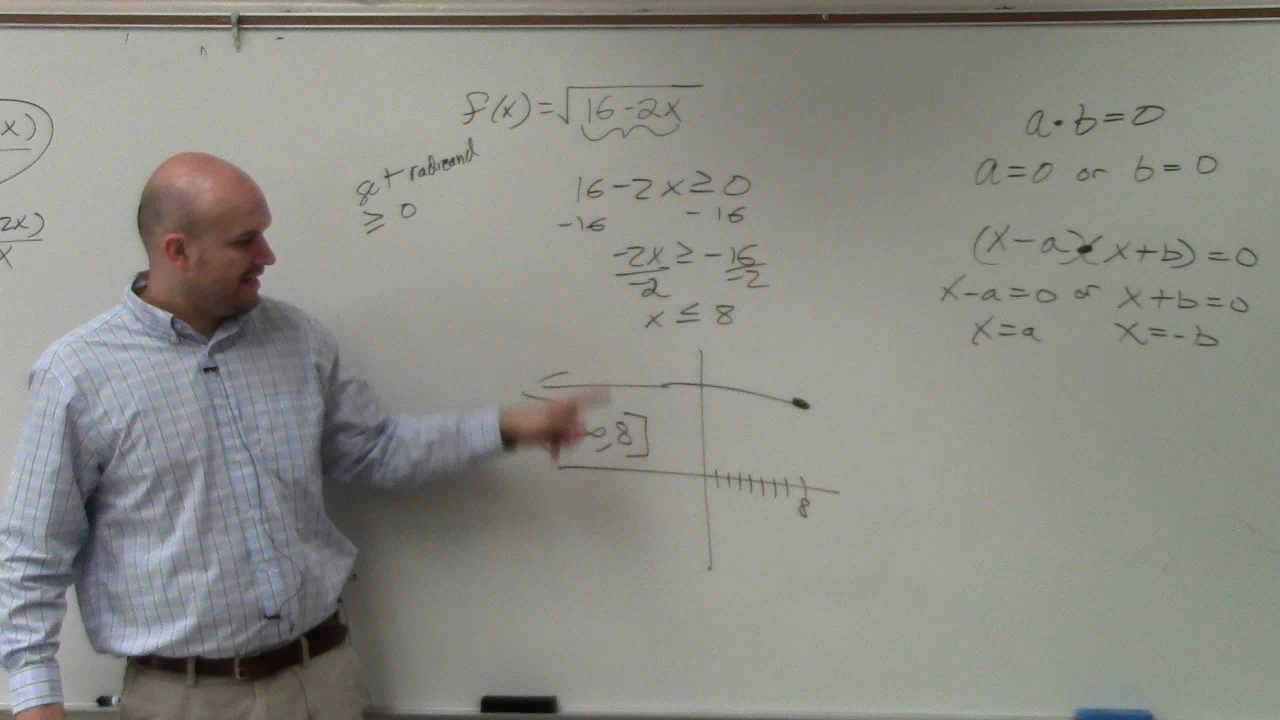 x)
2x)
x
f(x)=√16-2x
set radicand
≥ 0
16-2x≥0
-16 -16
-2x ≥ -16
-2 -2
x ≤ 8
∞,8]
8
a·b=0
a=0 or b=0
(x-a)·(x+b)=0
x-a=0 or x+b=0
x=a x=-b